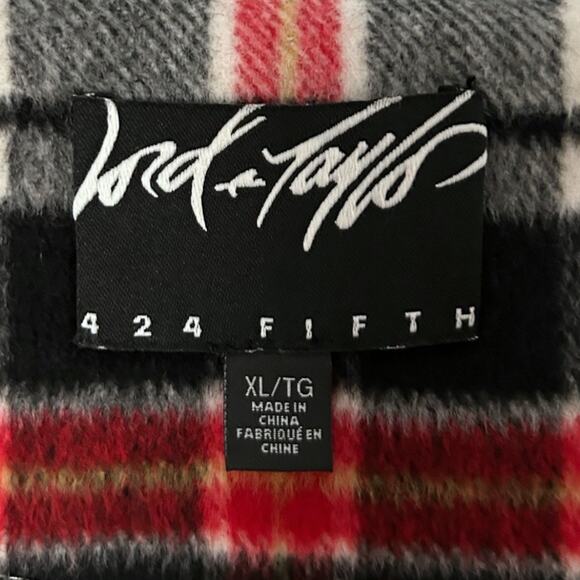 Lord & Taylor
424 FIFTH
XL/TG
MADE IN
CHINA
FABRIQUÉ EN
CHINE